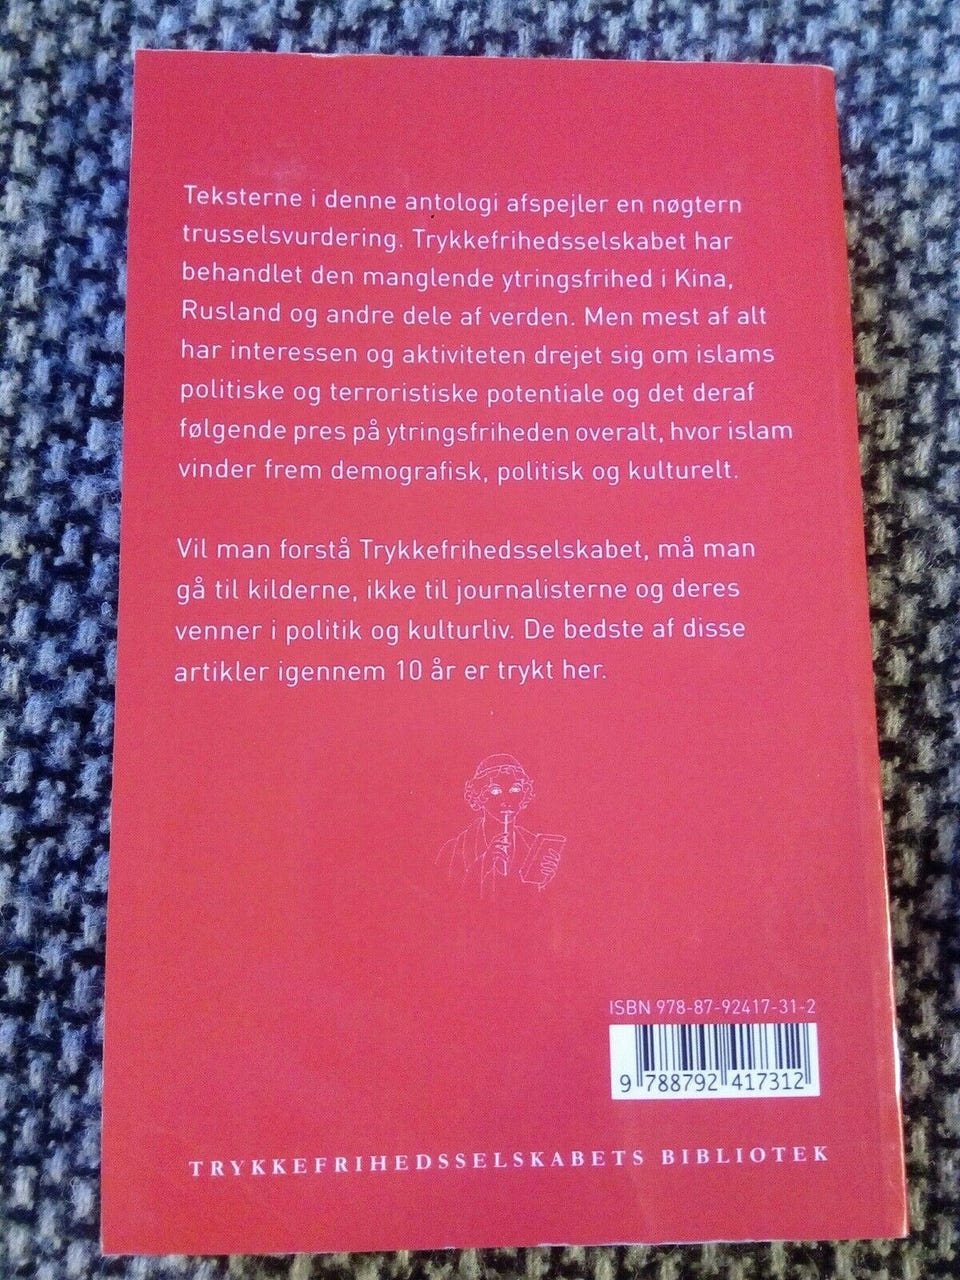 Teksterne i denne antologi afspejler en nøgtern
trusselsvurdering. Trykkefrihedsselskabet har
behandlet den manglende ytringsfrihed i Kina,
Rusland og andre dele af verden. Men mest af alt
har interessen og aktiviteten drejet sig om islams
politiske og terroristiske potentiale og det deraf
følgende pres på ytringsfriheden overalt, hvor islam
vinder frem demografisk, politisk og kulturelt.
Vil man forstå Trykkefrihedsselskabet, må man
gå til kilderne, ikke til journalisterne og deres
venner i politik og kulturliv. De bedste af disse
artikler igennem 10 år er trykt her.
ISBN 978-87-92417-31-2
9 788792 417312
TRYKKEFRIHEDSSELSKABETS BIBLIOTEK